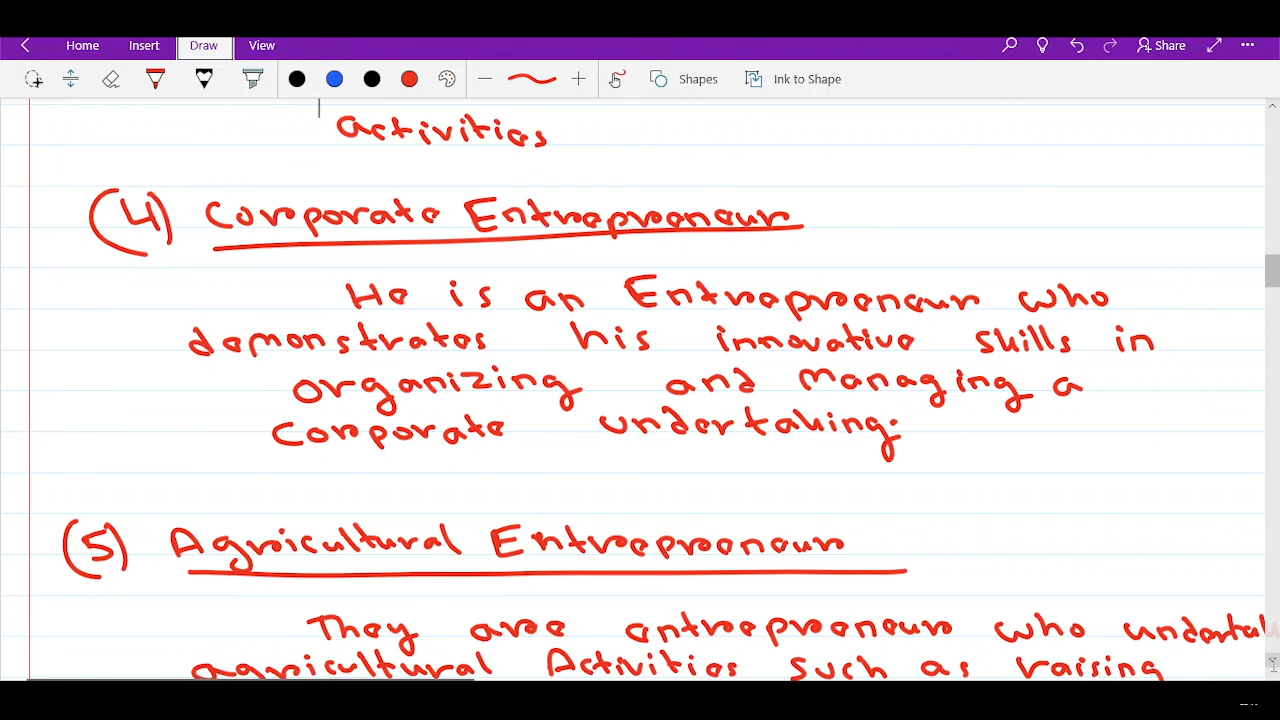 Home Insert Draw View Share
Shapes Ink to Shape
activities
(4) Corporate Entrepreneur
He is an Entrepreneur who
demonstrates his innovative skills in
organizing and Managing a
Corporate undertaking.
(5) Agricultural Entrepreneur
They are entrepreneur who undertak
agricultural Activities such as raising